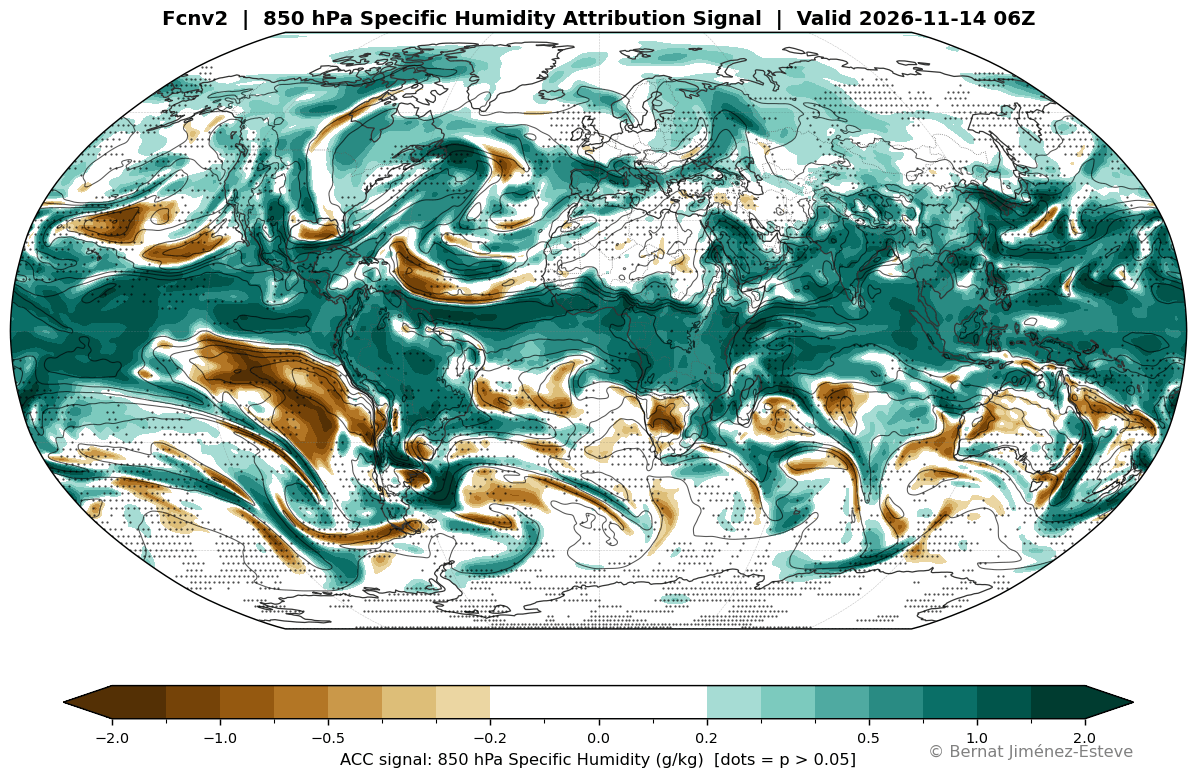 Fcnv2 | 850 hPa Specific Humidity Attribution Signal | Valid 2026-11-14 06Z
−2.0 −1.0 −0.5 −0.2 0.0 0.2 0.5 1.0 2.0
ACC signal: 850 hPa Specific Humidity (g/kg) [dots = p > 0.05]
© Bernat Jiménez-Esteve